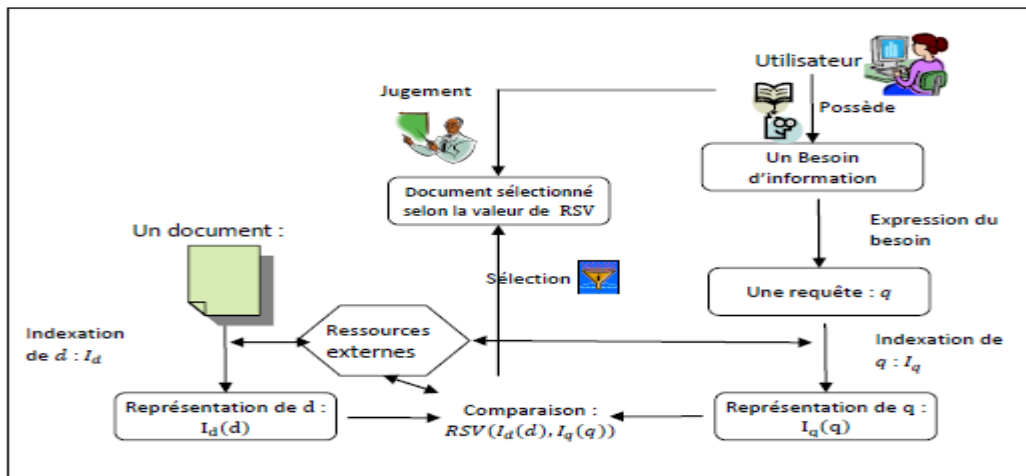 Utilisateur
Jugement
Possède
Un Besoin
d'information
Document sélectionné
selon la valeur de RSV
Expression du
besoin
Un document :
Sélection
Une requête : q
Indexation
de d : I_d
Ressources
externes
Indexation de
q : I_q
Représentation de d :
I_d(d)
Comparaison :
RSV(I_d(d), I_q(q))
Représentation de q :
I_q(q)